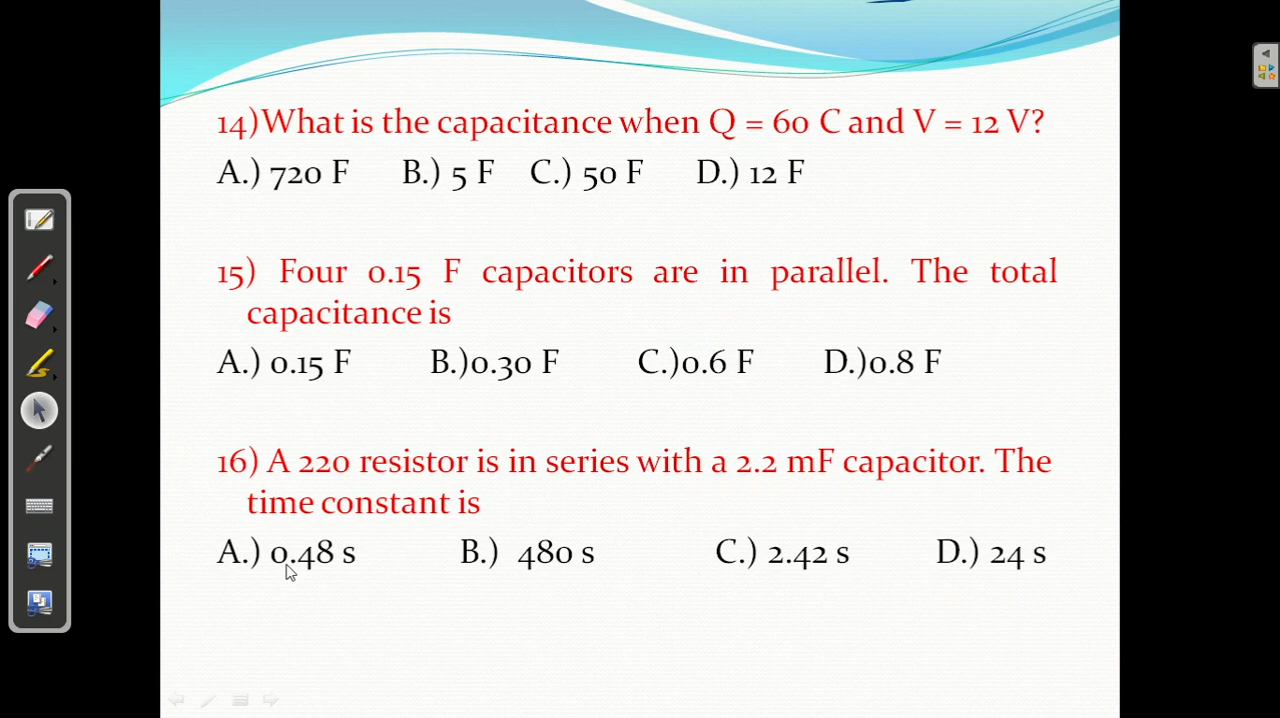 14)What is the capacitance when Q = 60 C and V = 12 V?
A.) 720 F B.) 5 F C.) 50 F D.) 12 F
15) Four 0.15 F capacitors are in parallel. The total
capacitance is
A.) 0.15 F B.)0.30 F C.)0.6 F D.)0.8 F
16) A 220 resistor is in series with a 2.2 mF capacitor. The
time constant is
A.) 0.48 s B.) 480 s C.) 2.42 s D.) 24 s